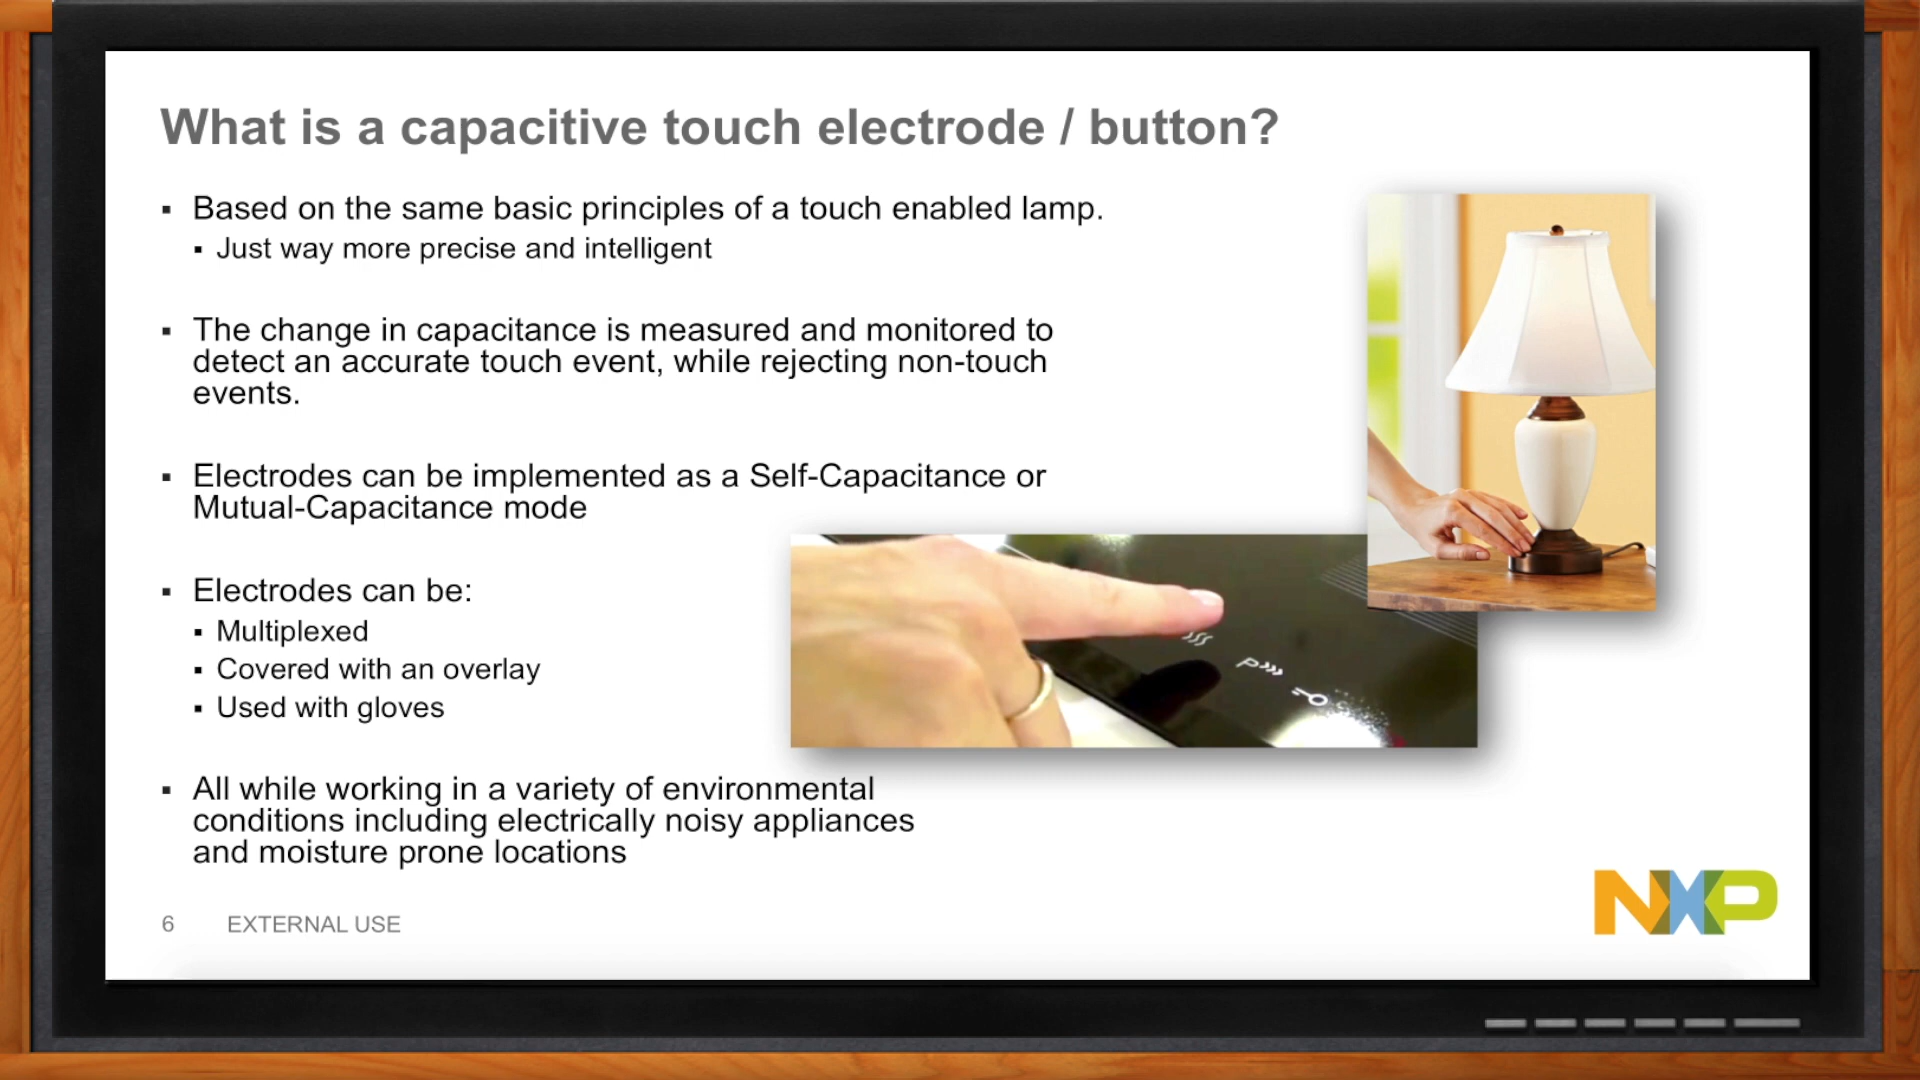 What is a capacitive touch electrode / button?
▪ Based on the same basic principles of a touch enabled lamp.
▪ Just way more precise and intelligent
▪ The change in capacitance is measured and monitored to
detect an accurate touch event, while rejecting non-touch
events.
▪ Electrodes can be implemented as a Self-Capacitance or
Mutual-Capacitance mode
▪ Electrodes can be:
▪ Multiplexed
▪ Covered with an overlay
▪ Used with gloves
P
▪ All while working in a variety of environmental
conditions including electrically noisy appliances
and moisture prone locations
6 EXTERNAL USE
NXP